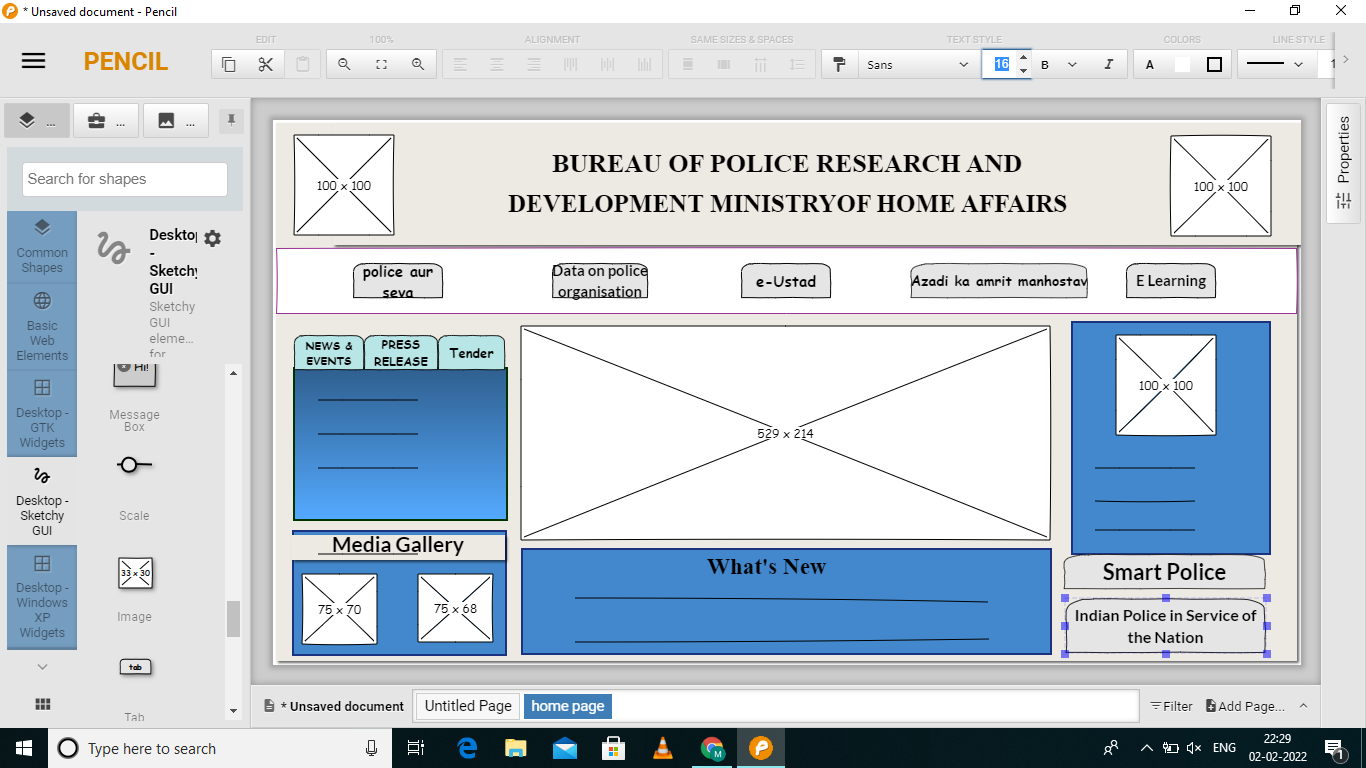 * Unsaved document - Pencil
EDIT
100%
ALIGNMENT
SAME SIZES & SPACES
TEXT STYLE
COLORS
LINE STYLE
PENCIL
Sans
16
B
I
A
...
...
...
Search for shapes
Common
Shapes
Basic
Web
Elements
Desktop -
GTK
Widgets
Desktop -
Sketchy
GUI
Desktop -
Windows
XP
Widgets
Deskto
-
Sketchy
GUI
Sketchy
GUI
eleme...
for
Hi!
Message
Box
Scale
33 x 30
Image
tab
Tab
100 x 100
BUREAU OF POLICE RESEARCH AND
DEVELOPMENT MINISTRYOF HOME AFFAIRS
100 x 100
police aur
seva
Data on police
organisation
e-Ustad
Azadi ka amrit manhostav
E Learning
NEWS &
EVENTS
PRESS
RELEASE
Tender
529 x 214
100 x 100
Media Gallery
75 x 70
75 x 68
What's New
Smart Police
Indian Police in Service of
the Nation
Properties
* Unsaved document
Untitled Page
home page
Filter
Add Page...
Type here to search
ENG
22:29
02-02-2022
1